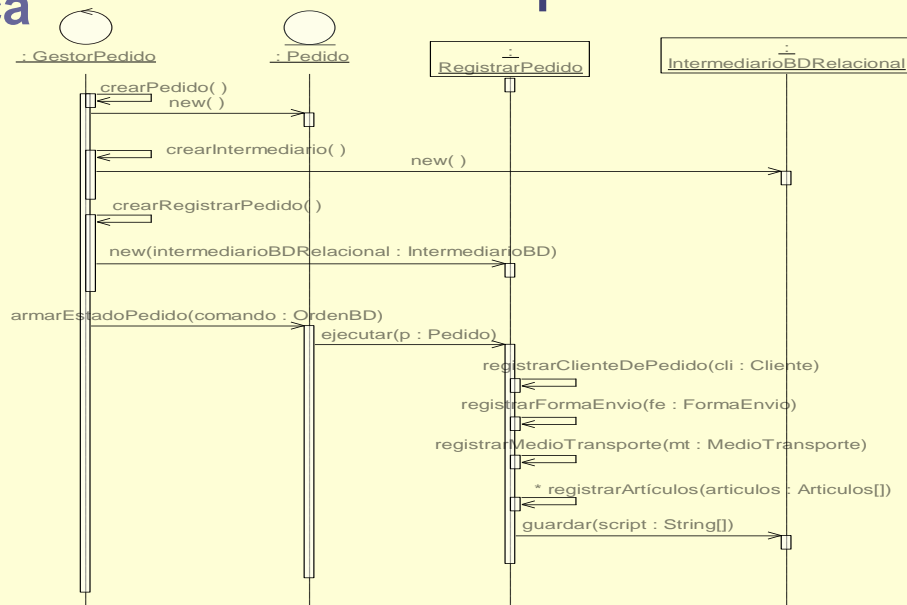 : GestorPedido
: Pedido
:
RegistrarPedido
:
IntermediarioBDRelacional
crearPedido( )
new( )
crearIntermediario( )
new( )
crearRegistrarPedido( )
new(intermediarioBDRelacional : IntermediarioBD)
armarEstadoPedido(comando : OrdenBD)
ejecutar(p : Pedido)
registrarClienteDePedido(cli : Cliente)
registrarFormaEnvio(fe : FormaEnvio)
registrarMedioTransporte(mt : MedioTransporte)
* registrarArtículos(articulos : Articulos[])
guardar(script : String[])